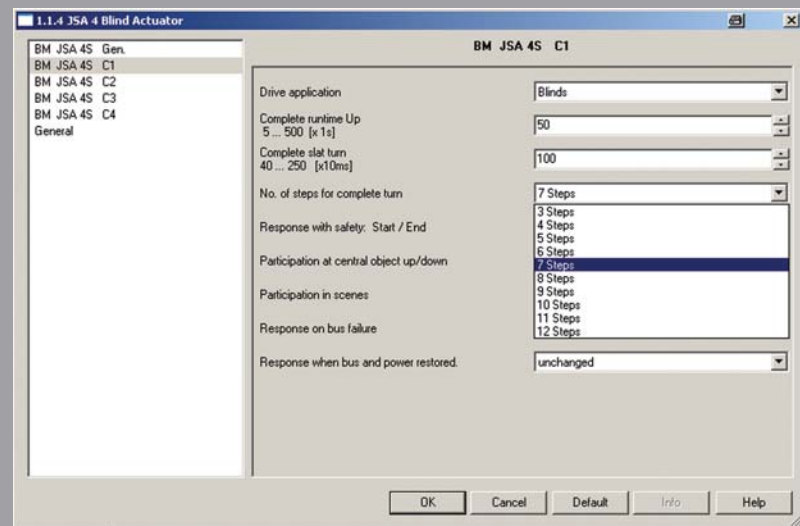 1.1.4 JSA 4 Blind Actuator
BM JSA 4S Gen.
BM JSA 4S C1
BM JSA 4S C2
BM JSA 4S C3
BM JSA 4S C4
General
BM JSA 4S C1
Drive application
Blinds
Complete runtime Up
5 ... 500 [x 1s]
50
Complete slat turn
40 ... 250 [x10ms]
100
No. of steps for complete turn
7 Steps
3 Steps
4 Steps
5 Steps
6 Steps
7 Steps
8 Steps
9 Steps
10 Steps
11 Steps
12 Steps
Response with safety: Start / End
Participation at central object up/down
Participation in scenes
Response on bus failure
Response when bus and power restored.
unchanged
OK
Cancel
Default
Info
Help